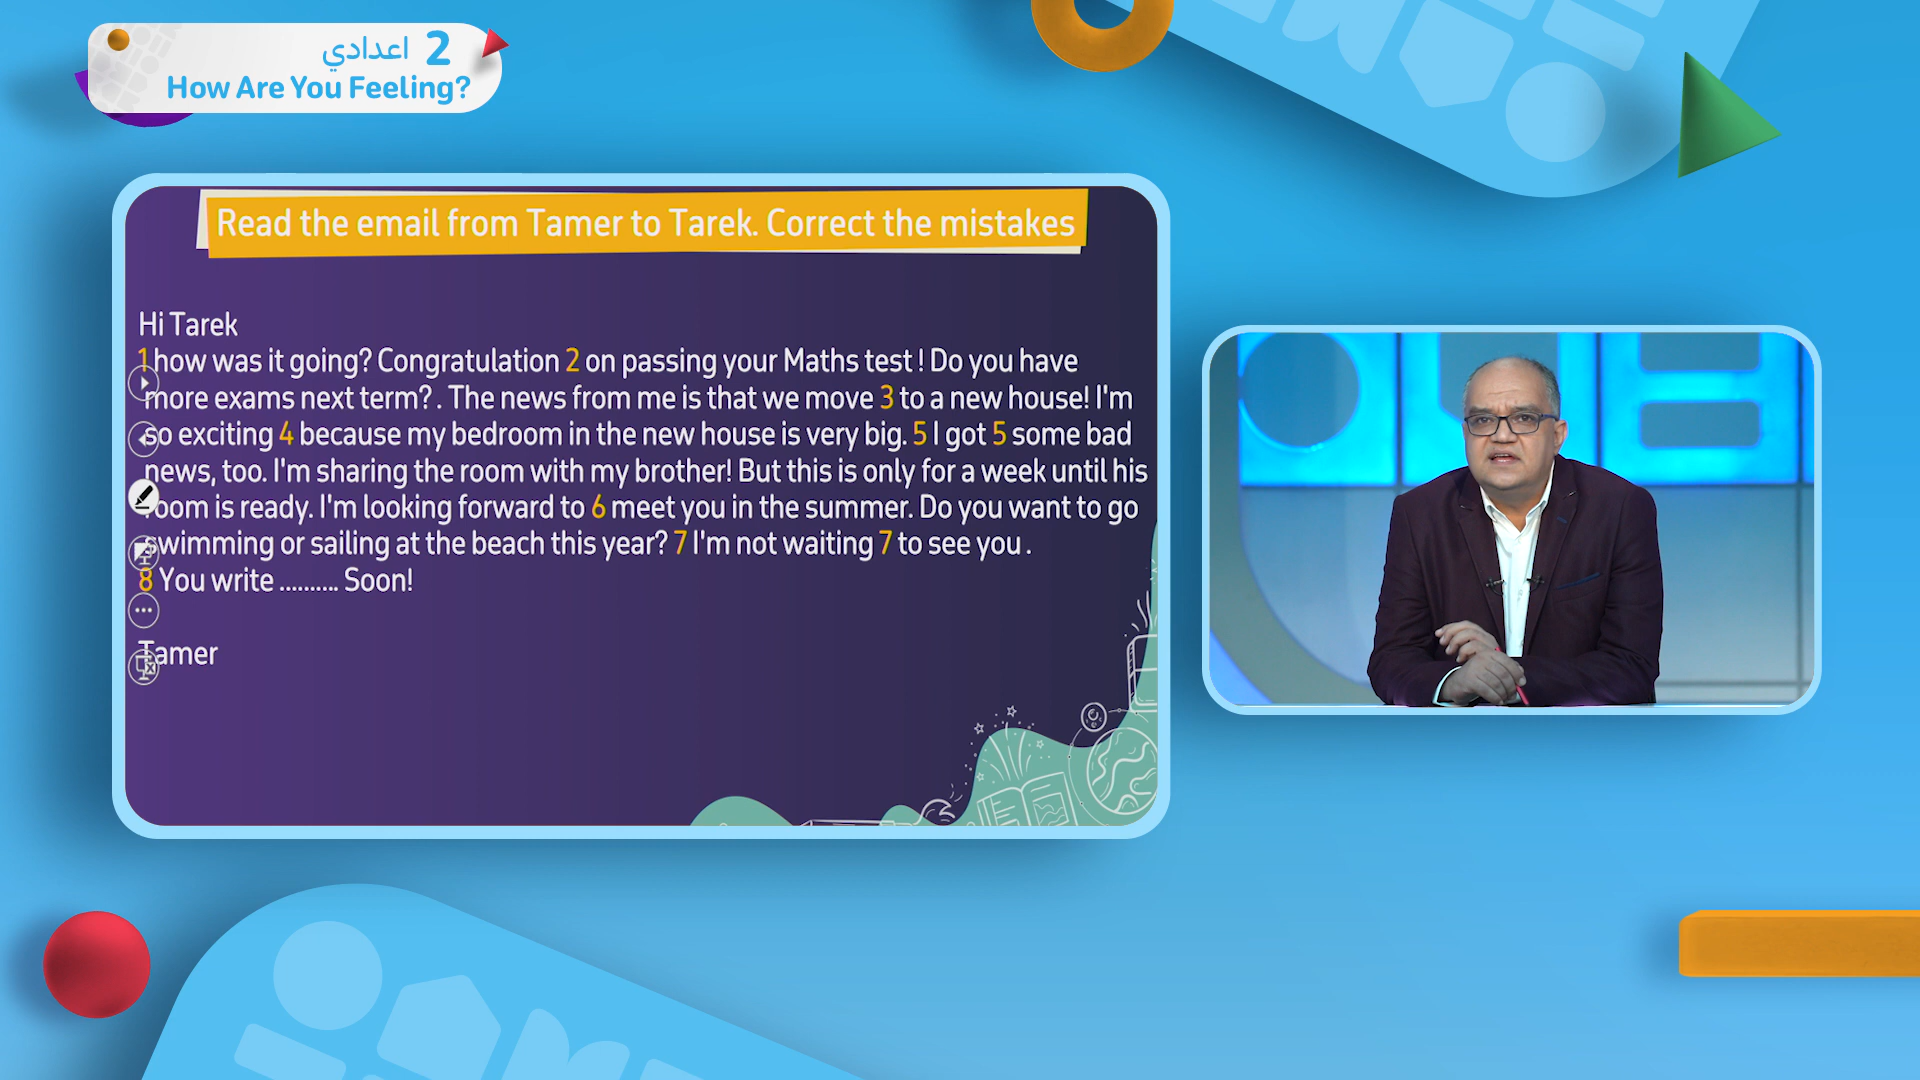 2 اعدادي
How Are You Feeling?
Read the email from Tamer to Tarek. Correct the mistakes
Hi Tarek
1 how was it going? Congratulation 2 on passing your Maths test ! Do you have
more exams next term? . The news from me is that we move 3 to a new house! I'm
so exciting 4 because my bedroom in the new house is very big. 5 I got 5 some bad
news, too. I'm sharing the room with my brother! But this is only for a week until his
room is ready. I'm looking forward to 6 meet you in the summer. Do you want to go
swimming or sailing at the beach this year? 7 I'm not waiting 7 to see you .
8 You write .......... Soon!
Tamer